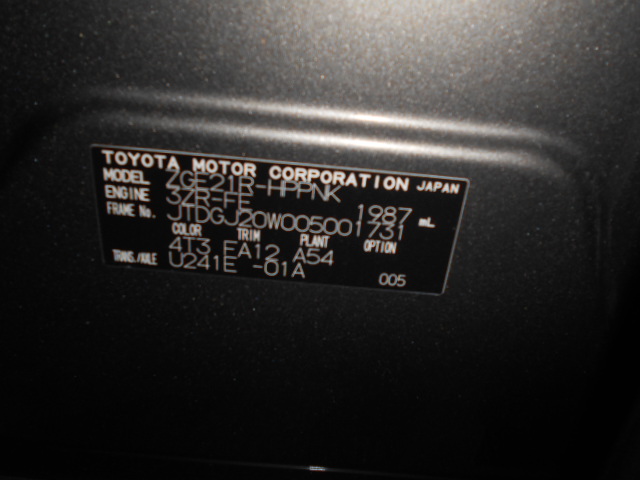 TOYOTA MOTOR CORPORATION JAPAN
MODEL ZGE21R-HPPNK
ENGINE 3ZR-FE 1987 mL
FRAME No. JTDGJ20W005001731
COLOR TRIM PLANT OPTION
4T3 FA12 A54
TRANS./AXLE U241E -01A 005